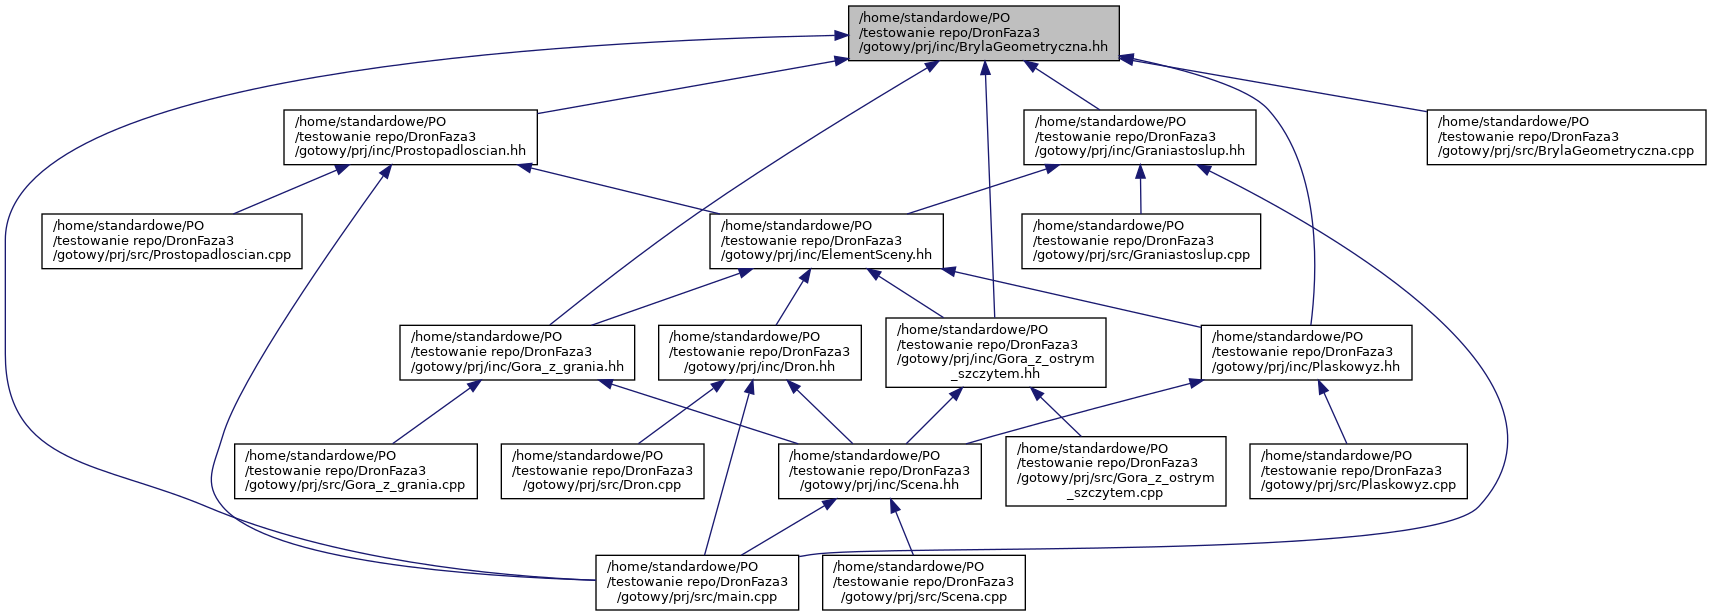 /home/standardowe/PO
/testowanie repo/DronFaza3
/gotowy/prj/inc/BrylaGeometryczna.hh
/home/standardowe/PO
/testowanie repo/DronFaza3
/gotowy/prj/inc/Prostopadloscian.hh
/home/standardowe/PO
/testowanie repo/DronFaza3
/gotowy/prj/inc/Graniastoslup.hh
/home/standardowe/PO
/testowanie repo/DronFaza3
/gotowy/prj/src/BrylaGeometryczna.cpp
/home/standardowe/PO
/testowanie repo/DronFaza3
/gotowy/prj/src/Prostopadloscian.cpp
/home/standardowe/PO
/testowanie repo/DronFaza3
/gotowy/prj/inc/ElementSceny.hh
/home/standardowe/PO
/testowanie repo/DronFaza3
/gotowy/prj/src/Graniastoslup.cpp
/home/standardowe/PO
/testowanie repo/DronFaza3
/gotowy/prj/inc/Gora_z_grania.hh
/home/standardowe/PO
/testowanie repo/DronFaza3
/gotowy/prj/inc/Dron.hh
/home/standardowe/PO
/testowanie repo/DronFaza3
/gotowy/prj/inc/Gora_z_ostrym
_szczytem.hh
/home/standardowe/PO
/testowanie repo/DronFaza3
/gotowy/prj/inc/Plaskowyz.hh
/home/standardowe/PO
/testowanie repo/DronFaza3
/gotowy/prj/src/Gora_z_grania.cpp
/home/standardowe/PO
/testowanie repo/DronFaza3
/gotowy/prj/src/Dron.cpp
/home/standardowe/PO
/testowanie repo/DronFaza3
/gotowy/prj/inc/Scena.hh
/home/standardowe/PO
/testowanie repo/DronFaza3
/gotowy/prj/src/Gora_z_ostrym
_szczytem.cpp
/home/standardowe/PO
/testowanie repo/DronFaza3
/gotowy/prj/src/Plaskowyz.cpp
/home/standardowe/PO
/testowanie repo/DronFaza3
/gotowy/prj/src/main.cpp
/home/standardowe/PO
/testowanie repo/DronFaza3
/gotowy/prj/src/Scena.cpp